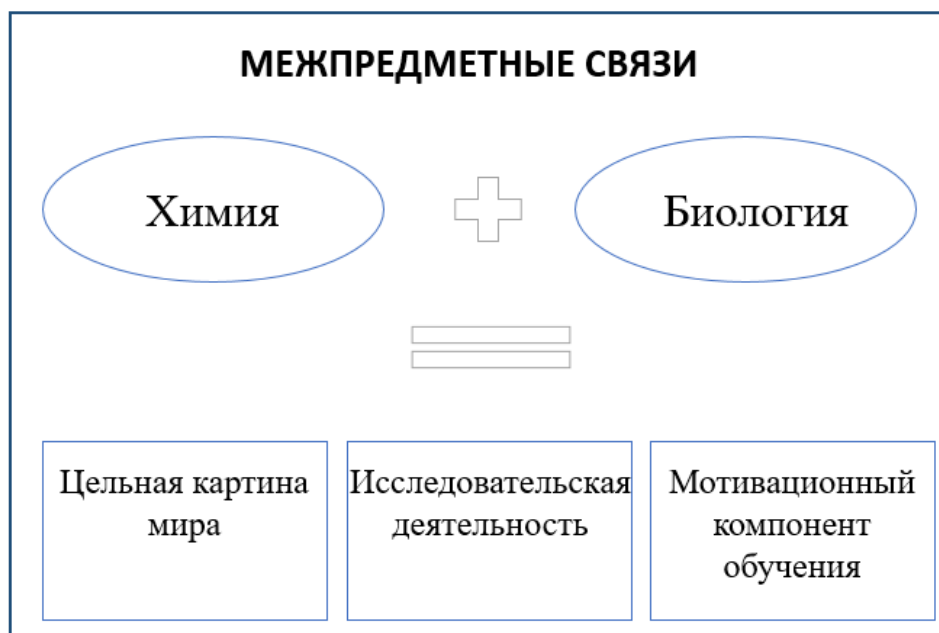 МЕЖПРЕДМЕТНЫЕ СВЯЗИ
Химия
Биология
Цельная картина
мира
Исследовательская
деятельность
Мотивационный
компонент
обучения